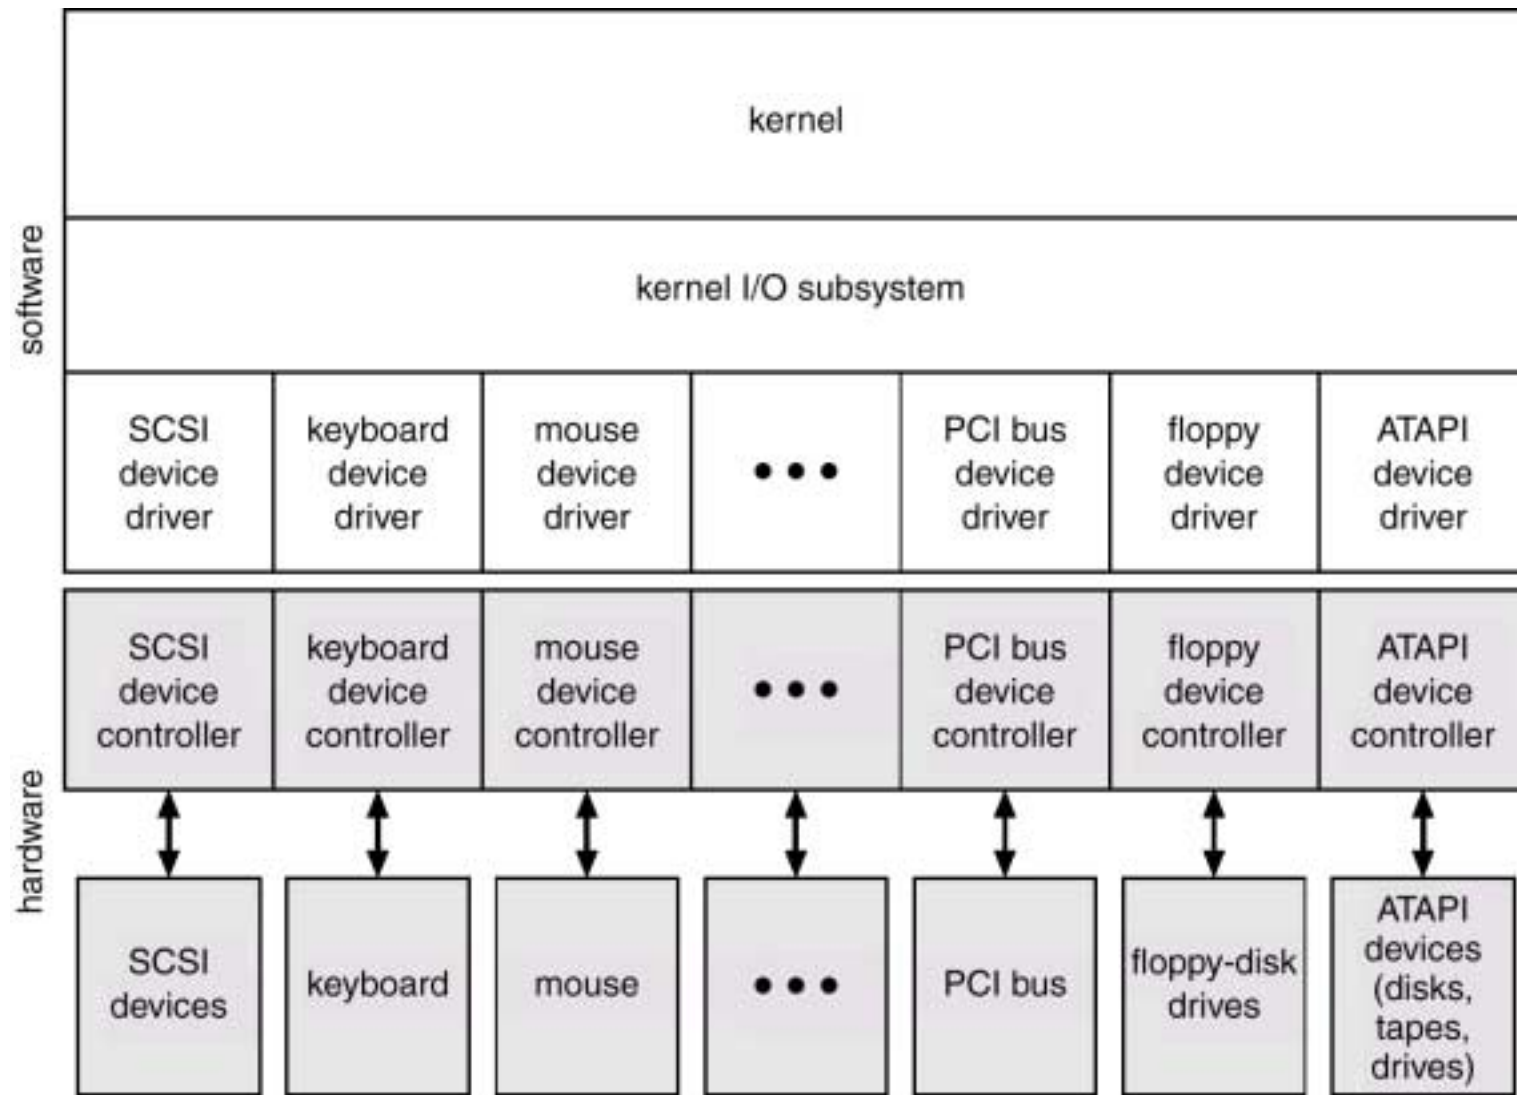 kernel
software
kernel I/O subsystem
SCSI
device
driver
keyboard
device
driver
mouse
device
driver
•••
PCI bus
device
driver
floppy
device
driver
ATAPI
device
driver
hardware
SCSI
device
controller
keyboard
device
controller
mouse
device
controller
•••
PCI bus
device
controller
floppy
device
controller
ATAPI
device
controller
SCSI
devices
keyboard
mouse
•••
PCI bus
floppy-disk
drives
ATAPI
devices
(disks,
tapes,
drives)